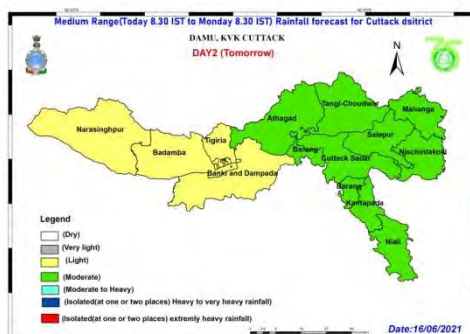 Medium Range(Today 8.30 IST to Monday 8.30 IST) Rainfall forecast for Cuttack dsitrict
DAMU, KVK CUTTACK
DAY2 (Tomorrow)
N
Tangi-Choudwar
Mahanga
Athagad
Narasinghpur
Salepur
Tigiria
Badamba
Barang
Nischintakoili
Cuttack Sadar
Banki and Dampada
Barang
Kantapada
Niali
Legend
(Dry)
(Very light)
(Light)
(Moderate)
(Moderate to Heavy)
(Isolated(at one or two places) Heavy to very heavy rainfall)
(Isolated(at one or two places) extremly heavy rainfall)
Date:16/06/2021